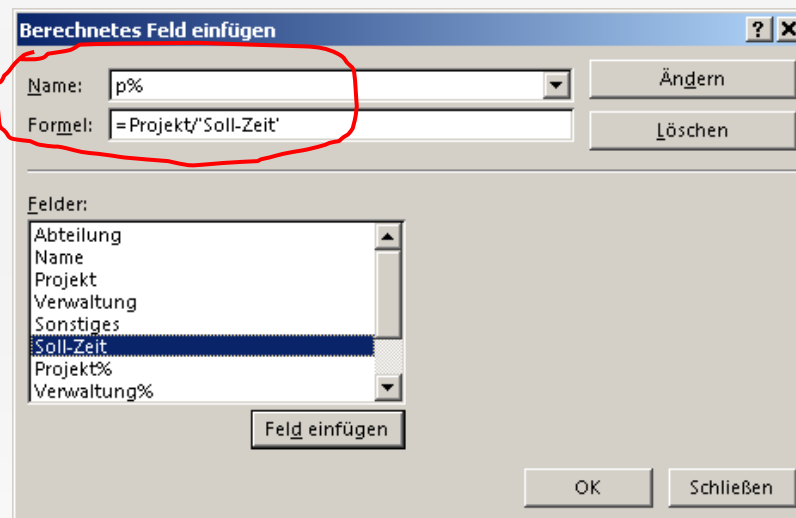 Berechnetes Feld einfügen
Name: p% Ändern
Formel: =Projekt/'Soll-Zeit' Löschen
Felder:
Abteilung
Name
Projekt
Verwaltung
Sonstiges
Soll-Zeit
Projekt%
Verwaltung%
Feld einfügen
OK Schließen